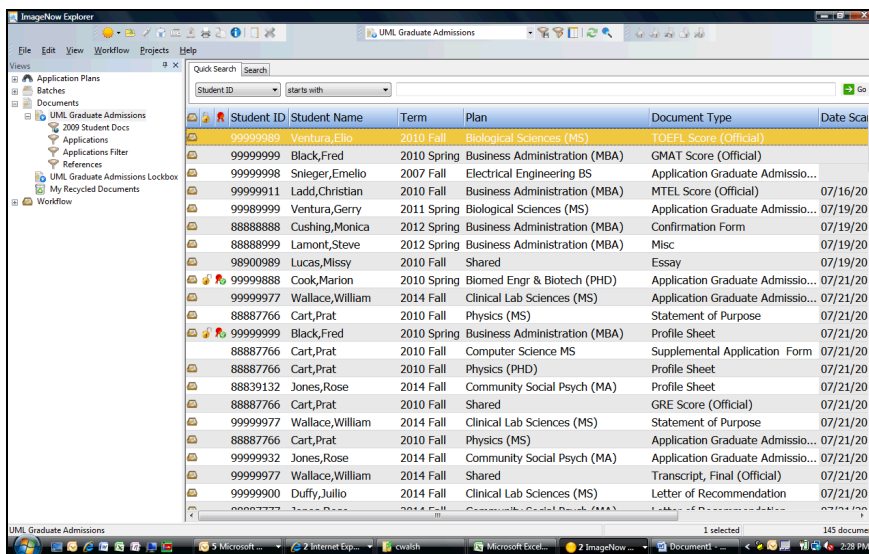 ImageNow Explorer
UML Graduate Admissions
File Edit View Workflow Projects Help
Views
Application Plans
Batches
Documents
UML Graduate Admissions
2009 Student Docs
Applications
Applications Filter
References
UML Graduate Admissions Lockbox
My Recycled Documents
Workflow
Quick Search Search
Student ID starts with Go
Student ID Student Name Term Plan Document Type Date Scan
99999989 Ventura,Elio 2010 Fall Biological Sciences (MS) TOEFL Score (Official)
99999999 Black,Fred 2010 Spring Business Administration (MBA) GMAT Score (Official)
99999998 Snieger,Emelio 2007 Fall Electrical Engineering BS Application Graduate Admissio...
99999911 Ladd,Christian 2010 Fall Business Administration (MBA) MTEL Score (Official) 07/16/20
99989999 Ventura,Gerry 2011 Spring Biological Sciences (MS) Application Graduate Admissio... 07/19/20
88888888 Cushing,Monica 2012 Spring Business Administration (MBA) Confirmation Form 07/19/20
88888999 Lamont,Steve 2012 Spring Business Administration (MBA) Misc 07/19/20
98900989 Lucas,Missy 2010 Fall Shared Essay 07/19/20
99999888 Cook,Marion 2010 Spring Biomed Engr & Biotech (PHD) Application Graduate Admissio... 07/21/20
99999977 Wallace,William 2014 Fall Clinical Lab Sciences (MS) Application Graduate Admissio... 07/21/20
88887766 Cart,Prat 2010 Fall Physics (MS) Statement of Purpose 07/21/20
99999999 Black,Fred 2010 Spring Business Administration (MBA) Profile Sheet 07/21/20
88887766 Cart,Prat 2010 Fall Computer Science MS Supplemental Application Form 07/21/20
88887766 Cart,Prat 2010 Fall Physics (PHD) Profile Sheet 07/21/20
88839132 Jones,Rose 2014 Fall Community Social Psych (MA) Profile Sheet 07/21/20
88887766 Cart,Prat 2010 Fall Shared GRE Score (Official) 07/21/20
99999977 Wallace,William 2014 Fall Clinical Lab Sciences (MS) Statement of Purpose 07/21/20
88887766 Cart,Prat 2010 Fall Physics (MS) Application Graduate Admissio... 07/21/20
99999932 Jones,Rose 2014 Fall Community Social Psych (MA) Application Graduate Admissio... 07/21/20
99999977 Wallace,William 2014 Fall Shared Transcript, Final (Official) 07/21/20
99999900 Duffy,Juilio 2014 Fall Clinical Lab Sciences (MS) Letter of Recommendation 07/21/20
UML Graduate Admissions 1 selected 145 docume
5 Microsoft ... 2 Internet Exp... cwalsh Microsoft Excel... 2 ImageNow ... Document1 - ... 2:28 PM